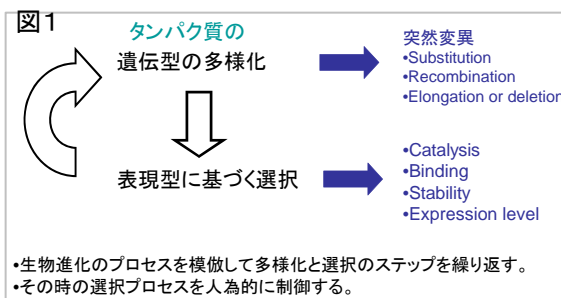 図1
タンパク質の
遺伝型の多様化
突然変異
•Substitution
•Recombination
•Elongation or deletion
表現型に基づく選択
•Catalysis
•Binding
•Stability
•Expression level
•生物進化のプロセスを模倣して多様化と選択のステップを繰り返す。
•その時の選択プロセスを人為的に制御する。